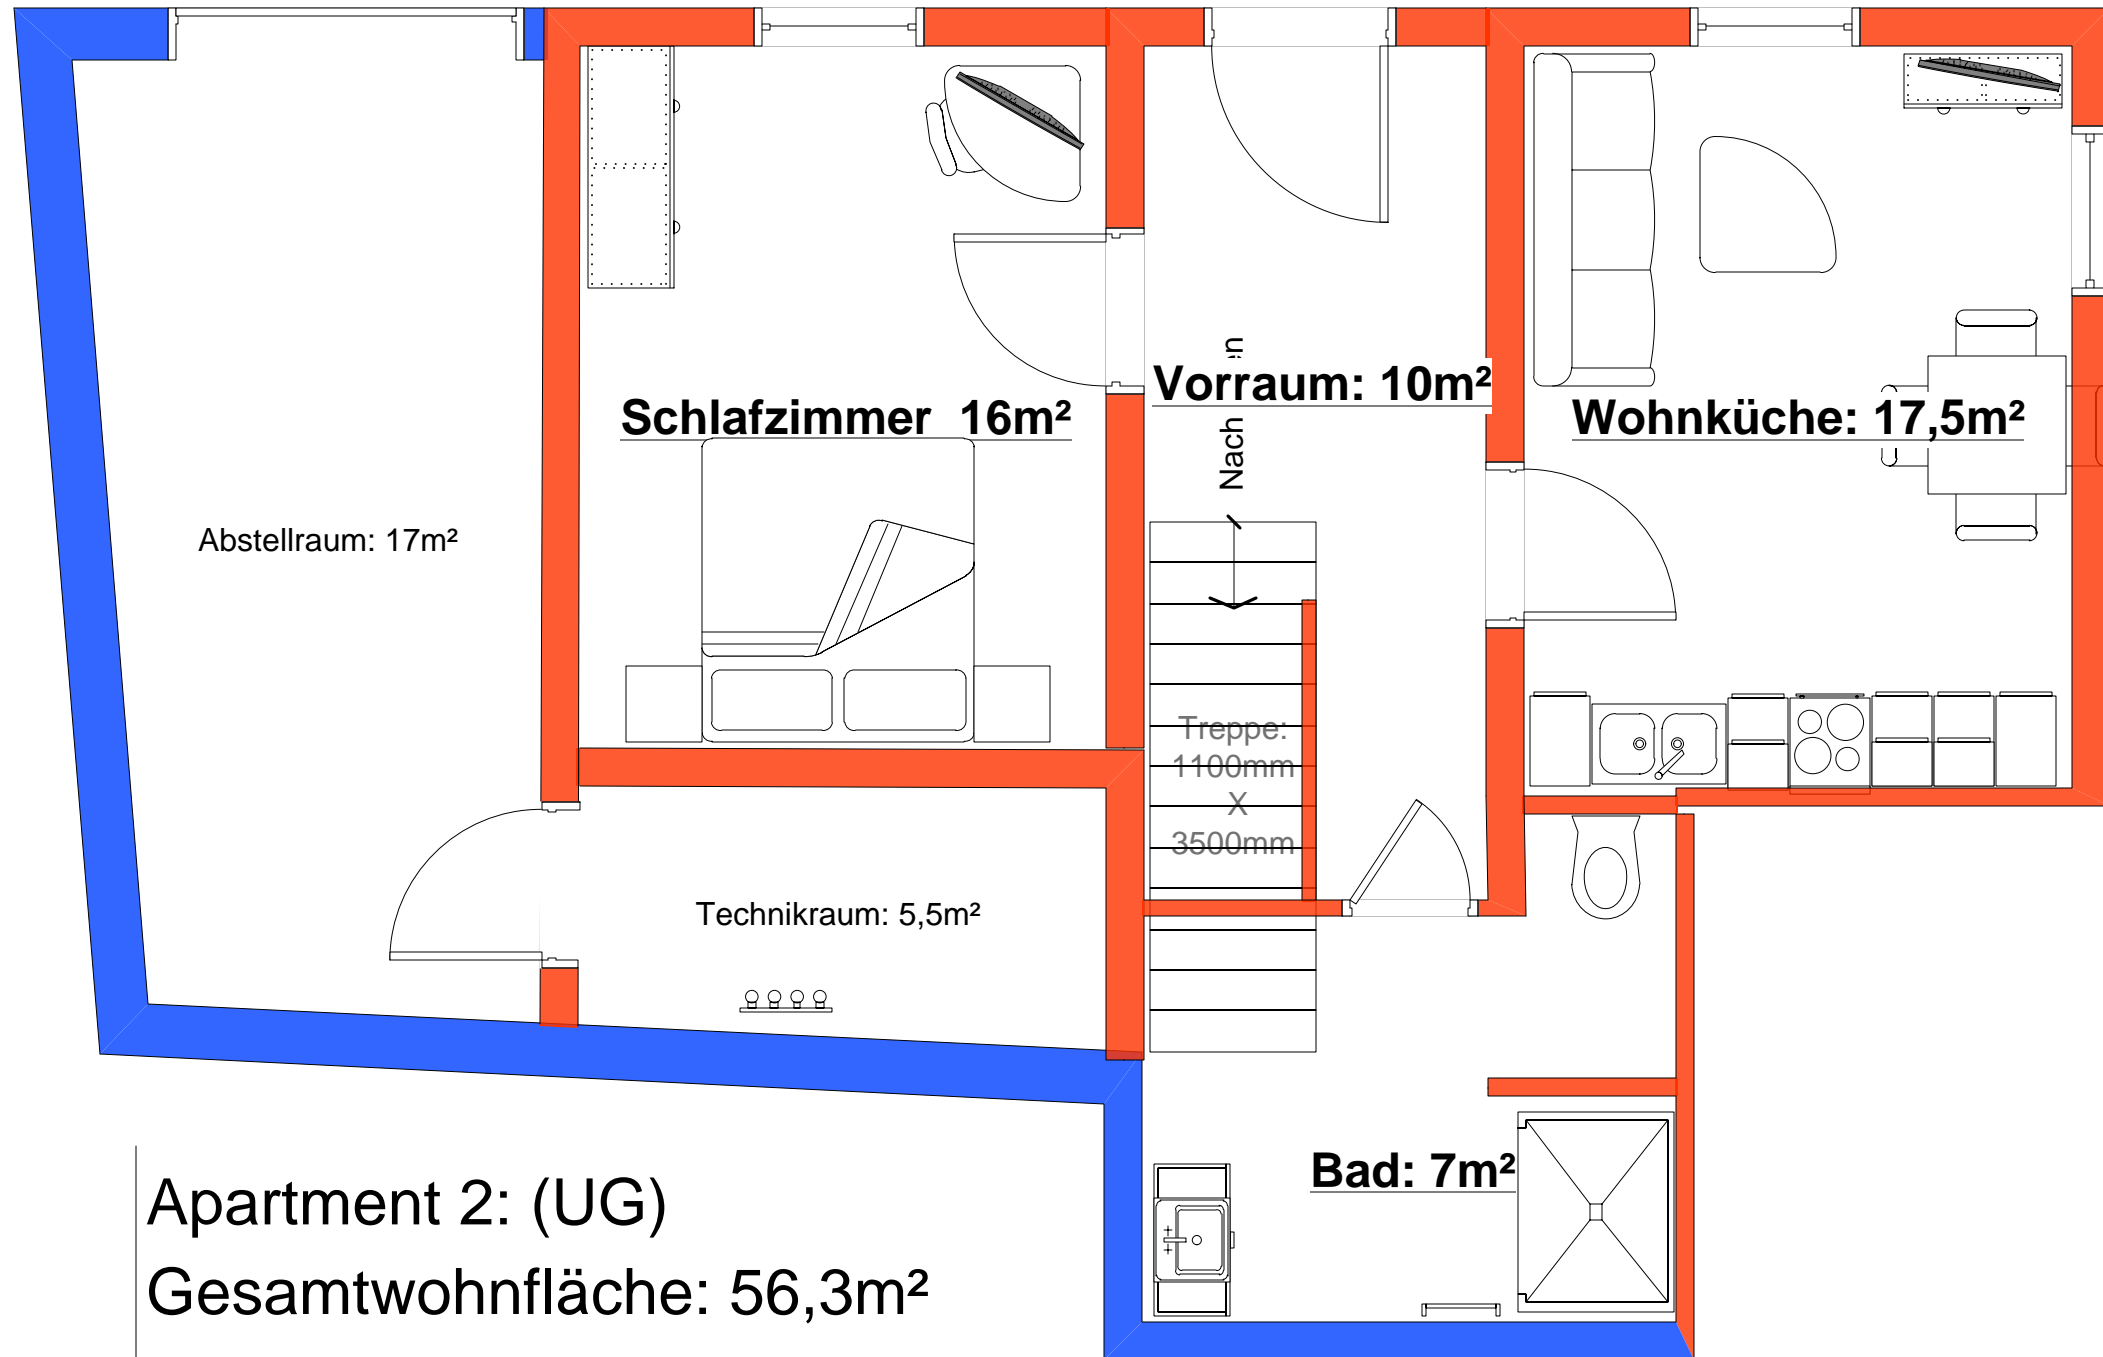 Schlafzimmer 16m²
Vorraum: 10m²
Wohnküche: 17,5m²
Nach
Abstellraum: 17m²
Treppe:
1100mm
X
3500mm
Technikraum: 5,5m²
Bad: 7m²
Apartment 2: (UG)
Gesamtwohnfläche: 56,3m²